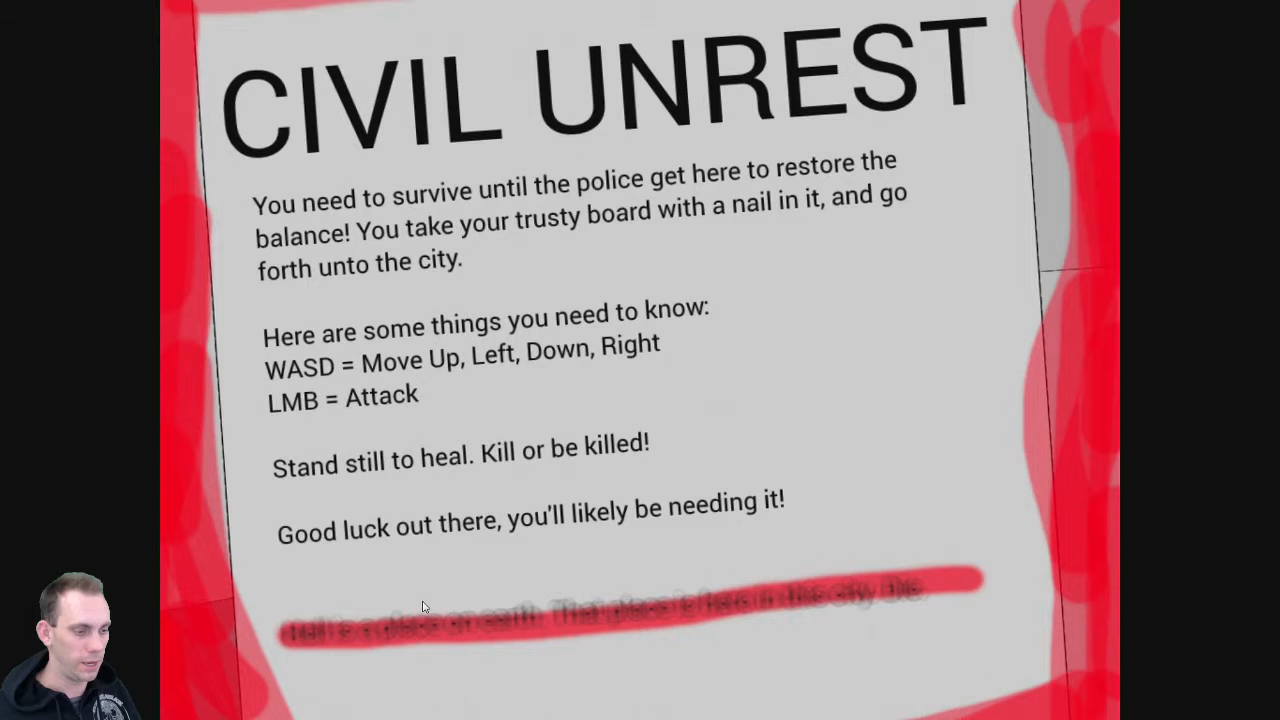 CIVIL UNREST
You need to survive until the police get here to restore the
balance! You take your trusty board with a nail in it, and go
forth unto the city.
Here are some things you need to know:
WASD = Move Up, Left, Down, Right
LMB = Attack
Stand still to heal. Kill or be killed!
Good luck out there, you'll likely be needing it!